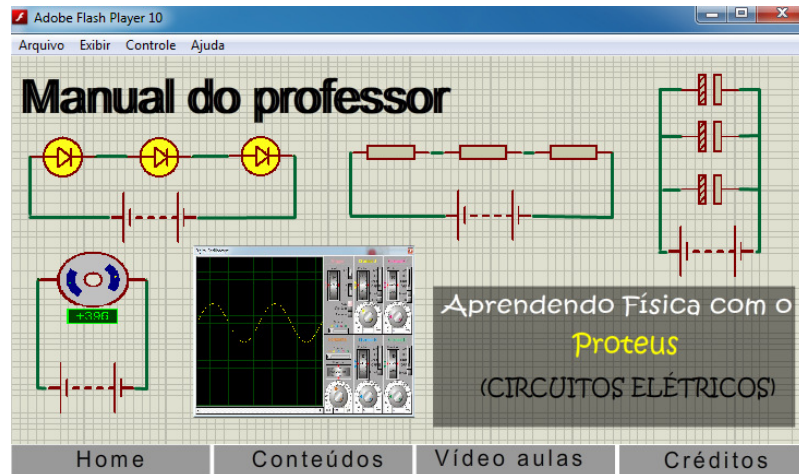 Adobe Flash Player 10
Arquivo Exibir Controle Ajuda
Manual do professor
+396
Aprendendo Física com o
Proteus
(CIRCUITOS ELÉTRICOS)
Home Conteúdos Vídeo aulas Créditos